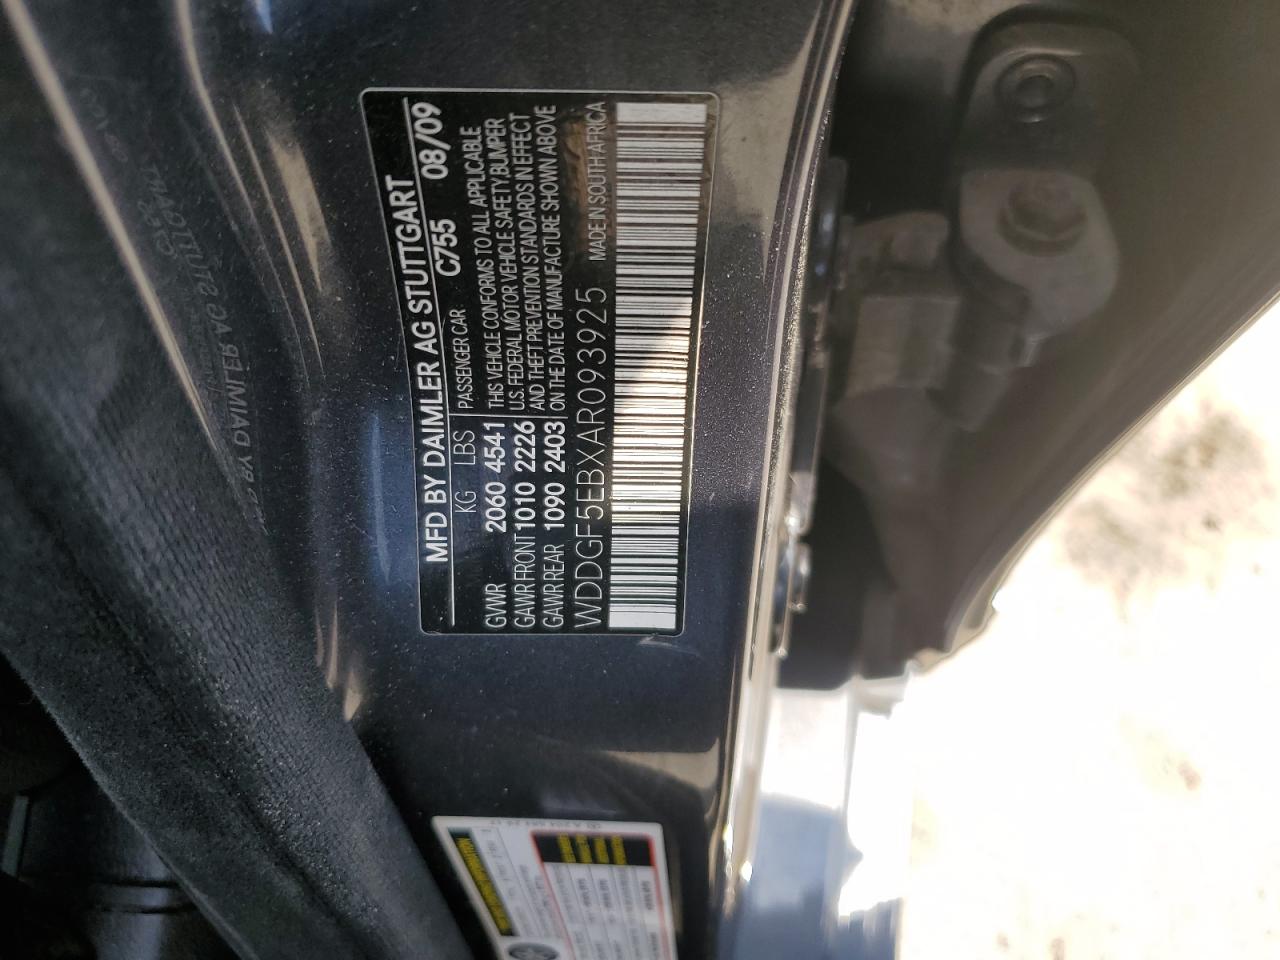 MFD BY DAIMLER AG STUTTGART
KG LBS PASSENGER CAR C755 08/09
GVWR 2060 4541 THIS VEHICLE CONFORMS TO ALL APPLICABLE
GAWR FRONT 1010 2226 U.S. FEDERAL MOTOR VEHICLE SAFETY, BUMPER
GAWR REAR 1090 2403 AND THEFT PREVENTION STANDARDS IN EFFECT
ON THE DATE OF MANUFACTURE SHOWN ABOVE
WDDGF5EBXAR093925 MADE IN SOUTH AFRICA